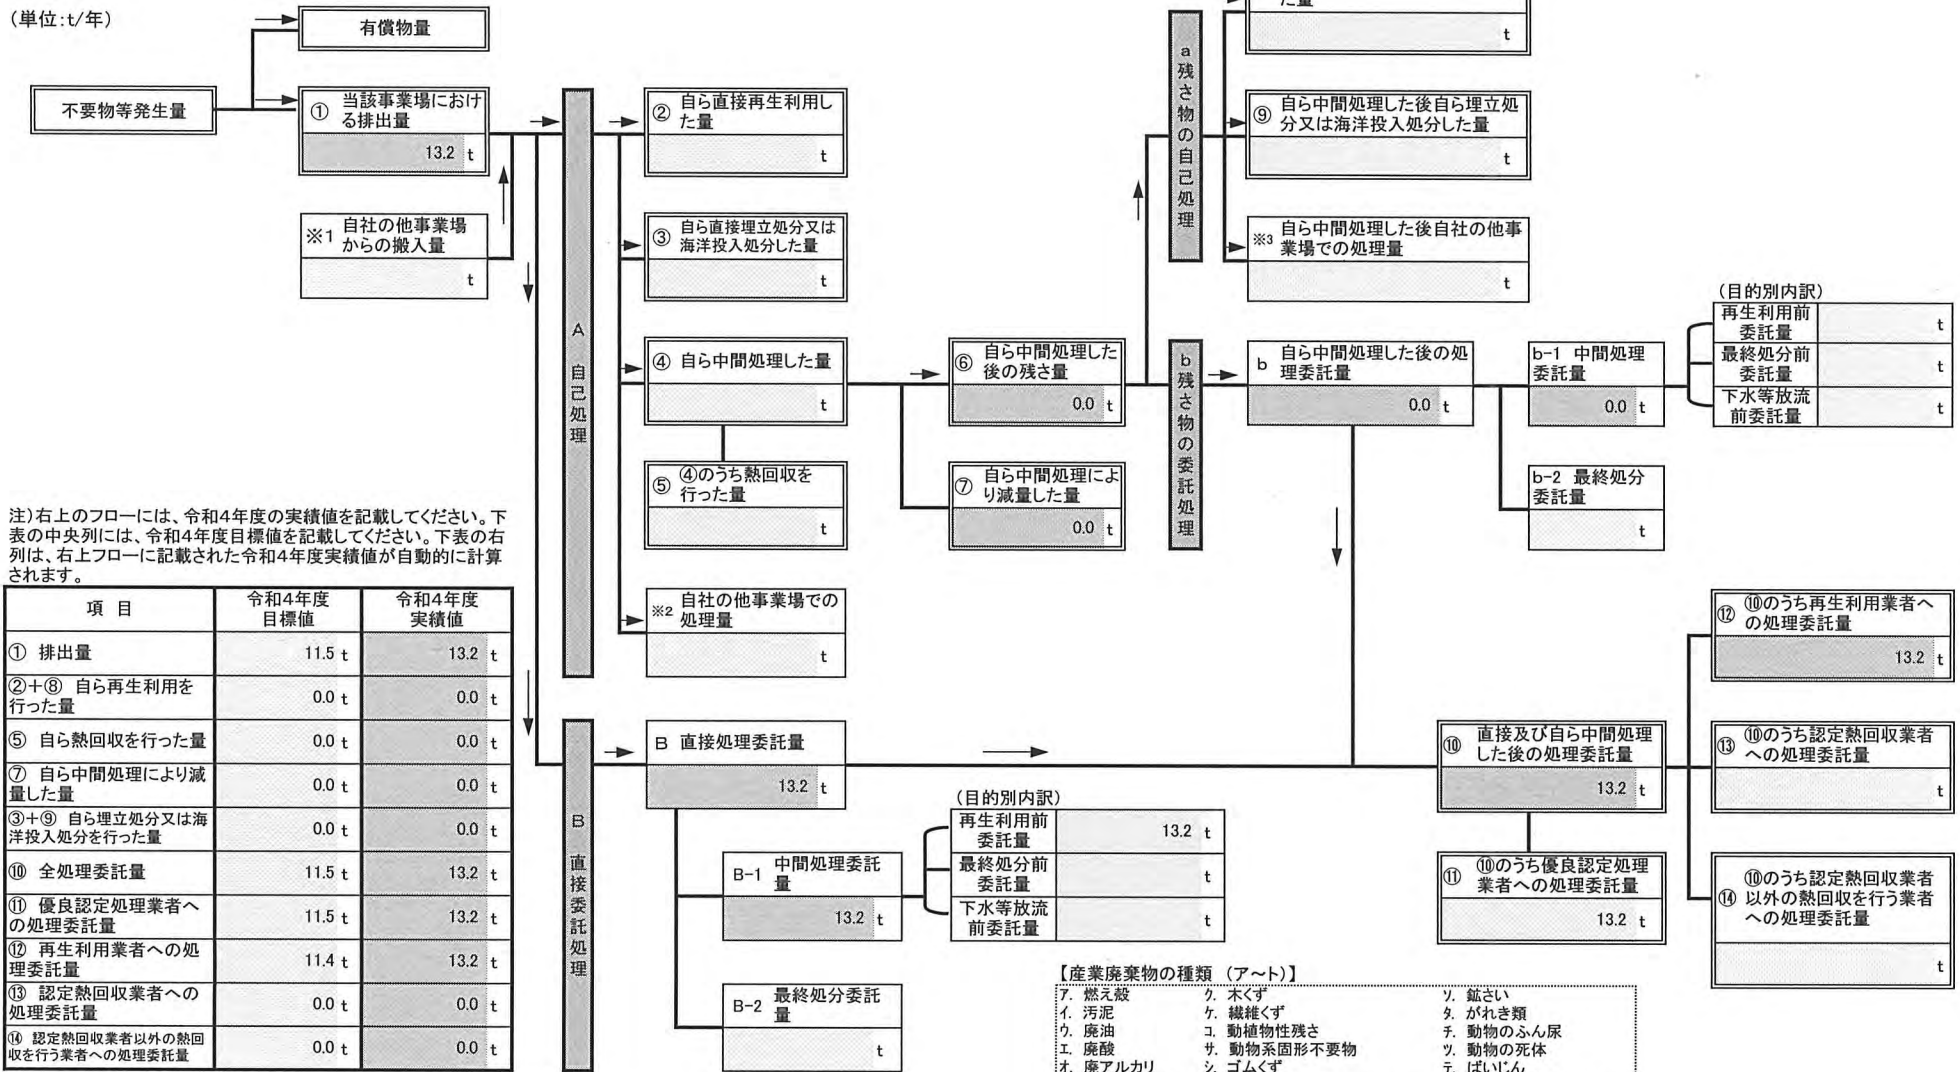 (単位:t/年)
有償物量
不要物等発生量
① 当該事業場におけ
る排出量
13.2 t
※1 自社の他事業場
からの搬入量
t
A 自己処理
② 自ら直接再生利用し
た量
t
③ 自ら直接埋立処分又は
海洋投入処分した量
t
④ 自ら中間処理した量
t
⑤ ④のうち熱回収を
行った量
t
※2 自社の他事業場での
処理量
t
⑥ 自ら中間処理した
後の残さ量
0.0 t
⑦ 自ら中間処理によ
り減量した量
0.0 t
a 残さ物の自己処理
た量
t
⑨ 自ら中間処理した後自ら埋立処
分又は海洋投入処分した量
t
※3 自ら中間処理した後自社の他事
業場での処理量
t
b 残さ物の委託処理
b 自ら中間処理した後の処
理委託量
0.0 t
b-1 中間処理
委託量
0.0 t
(目的別内訳)
再生利用前
委託量 t
最終処分前
委託量 t
下水等放流
前委託量 t
b-2 最終処分
委託量
t
注)右上のフローには、令和4年度の実績値を記載してください。下
表の中央列には、令和4年度目標値を記載してください。下表の右
列は、右上フローに記載された令和4年度実績値が自動的に計算
されます。
項 目 令和4年度 目標値 令和4年度 実績値
① 排出量 11.5 t 13.2 t
②+⑧ 自ら再生利用を
行った量 0.0 t 0.0 t
⑤ 自ら熱回収を行った量 0.0 t 0.0 t
⑦ 自ら中間処理により減
量した量 0.0 t 0.0 t
③+⑨ 自ら埋立処分又は海
洋投入処分を行った量 0.0 t 0.0 t
⑩ 全処理委託量 11.5 t 13.2 t
⑪ 優良認定処理業者へ
の処理委託量 11.5 t 13.2 t
⑫ 再生利用業者への処
理委託量 11.4 t 13.2 t
⑬ 認定熱回収業者への
処理委託量 0.0 t 0.0 t
⑭ 認定熱回収業者以外の熱回
収を行う業者への処理委託量 0.0 t 0.0 t
B 直接委託処理
B 直接処理委託量
13.2 t
B-1 中間処理委託
量
13.2 t
(目的別内訳)
再生利用前
委託量 13.2 t
最終処分前
委託量 t
下水等放流
前委託量 t
B-2 最終処分委託
量
t
⑩ 直接及び自ら中間処理
した後の処理委託量
13.2 t
⑪ ⑩のうち優良認定処理
業者への処理委託量
13.2 t
⑫ ⑩のうち再生利用業者へ
の処理委託量
13.2 t
⑬ ⑩のうち認定熱回収業者
への処理委託量
t
⑭ ⑩のうち認定熱回収業者
以外の熱回収を行う業者
への処理委託量
t
【産業廃棄物の種類 (ア~ト)】
ア. 燃え殻 ク. 木くず ソ. 鉱さい
イ. 汚泥 ケ. 繊維くず タ. がれき類
ウ. 廃油 コ. 動植物性残さ チ. 動物のふん尿
エ. 廃酸 サ. 動物系固形不要物 ツ. 動物の死体
オ. 廃アルカリ シ. ゴムくず テ. ばいじん